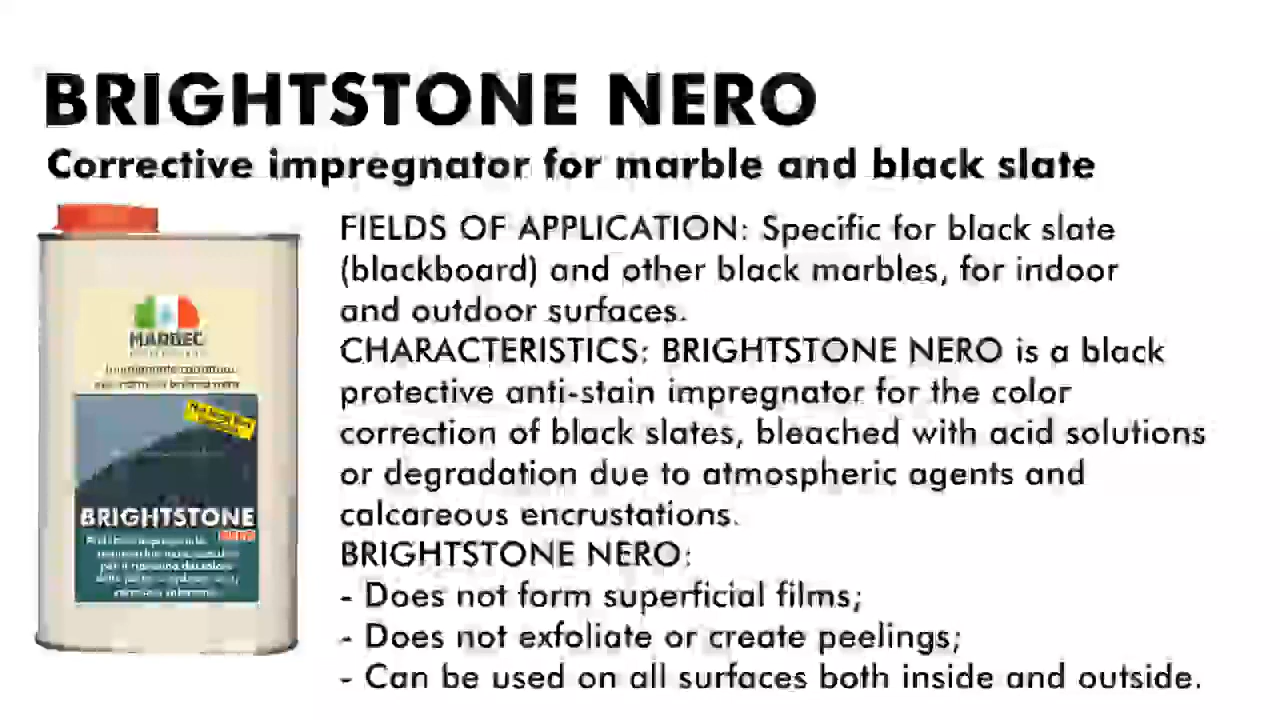 BRIGHTSTONE NERO
Corrective impregnator for marble and black slate
FIELDS OF APPLICATION: Specific for black slate
(blackboard) and other black marbles, for indoor
and outdoor surfaces.
CHARACTERISTICS: BRIGHTSTONE NERO is a black
protective anti-stain impregnator for the color
correction of black slates, bleached with acid solutions
or degradation due to atmospheric agents and
calcareous encrustations.
BRIGHTSTONE NERO:
- Does not form superficial films;
- Does not exfoliate or create peelings;
- Can be used on all surfaces both inside and outside.
MARBEC
BRIGHTSTONE